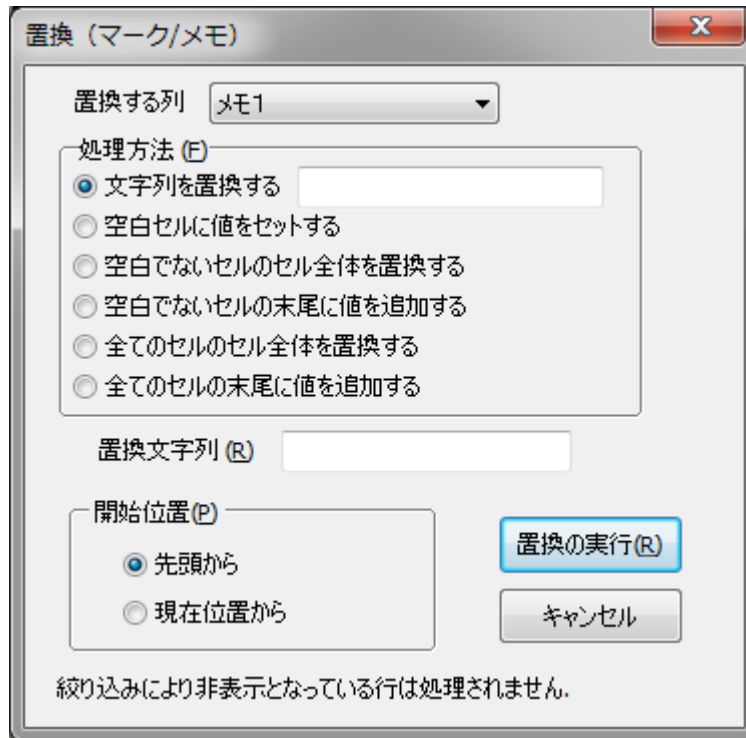 置換（マーク/メモ）
置換する列 メモ1
処理方法(F)
文字列を置換する
空白セルに値をセットする
空白でないセルのセル全体を置換する
空白でないセルの末尾に値を追加する
全てのセルのセル全体を置換する
全てのセルの末尾に値を追加する
置換文字列(R)
開始位置(P)
先頭から
現在位置から
置換の実行(R)
キャンセル
絞り込みにより非表示となっている行は処理されません.